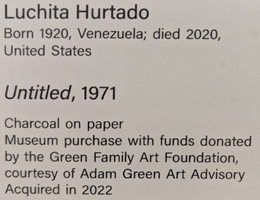 Luchita Hurtado
Born 1920, Venezuela; died 2020,
United States
Untitled, 1971
Charcoal on paper
Museum purchase with funds donated
by the Green Family Art Foundation,
courtesy of Adam Green Art Advisory
Acquired in 2022